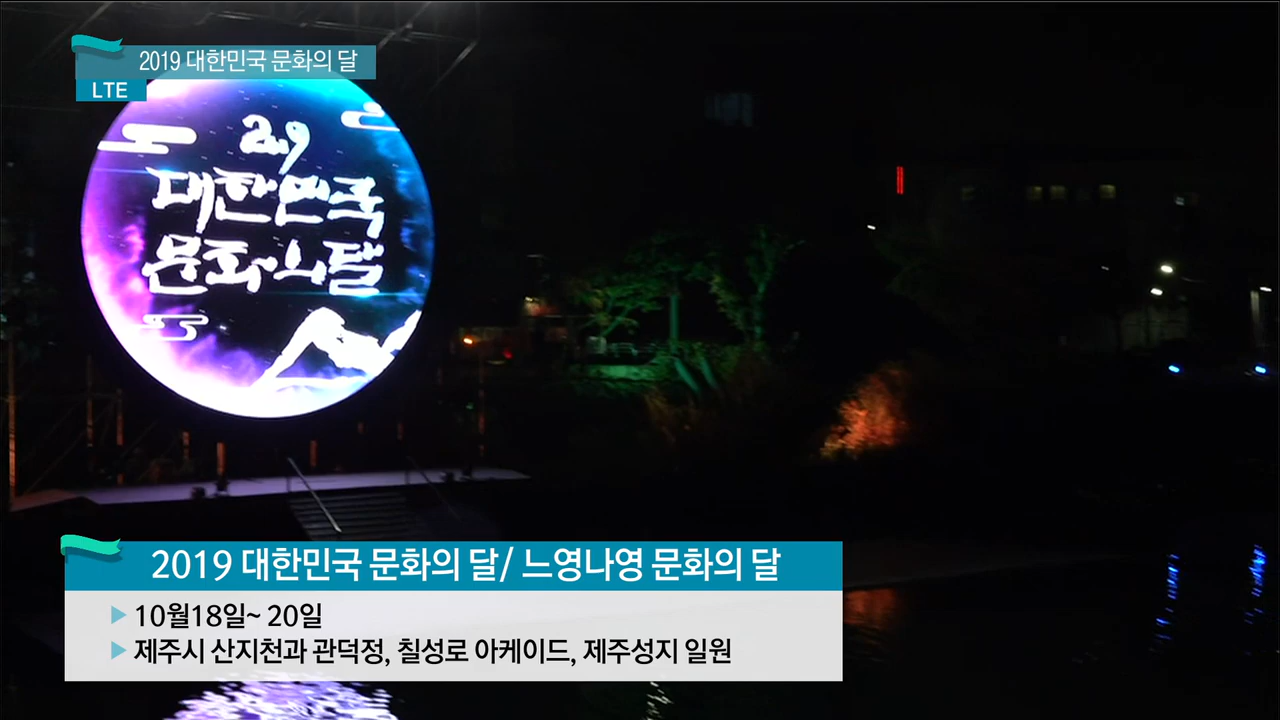 2019 대한민국 문화의 달
LTE
대한민국
문화의달
2019 대한민국 문화의 달/ 느영나영 문화의 달
10월18일~ 20일
제주시 산지천과 관덕정, 칠성로 아케이드, 제주성지 일원